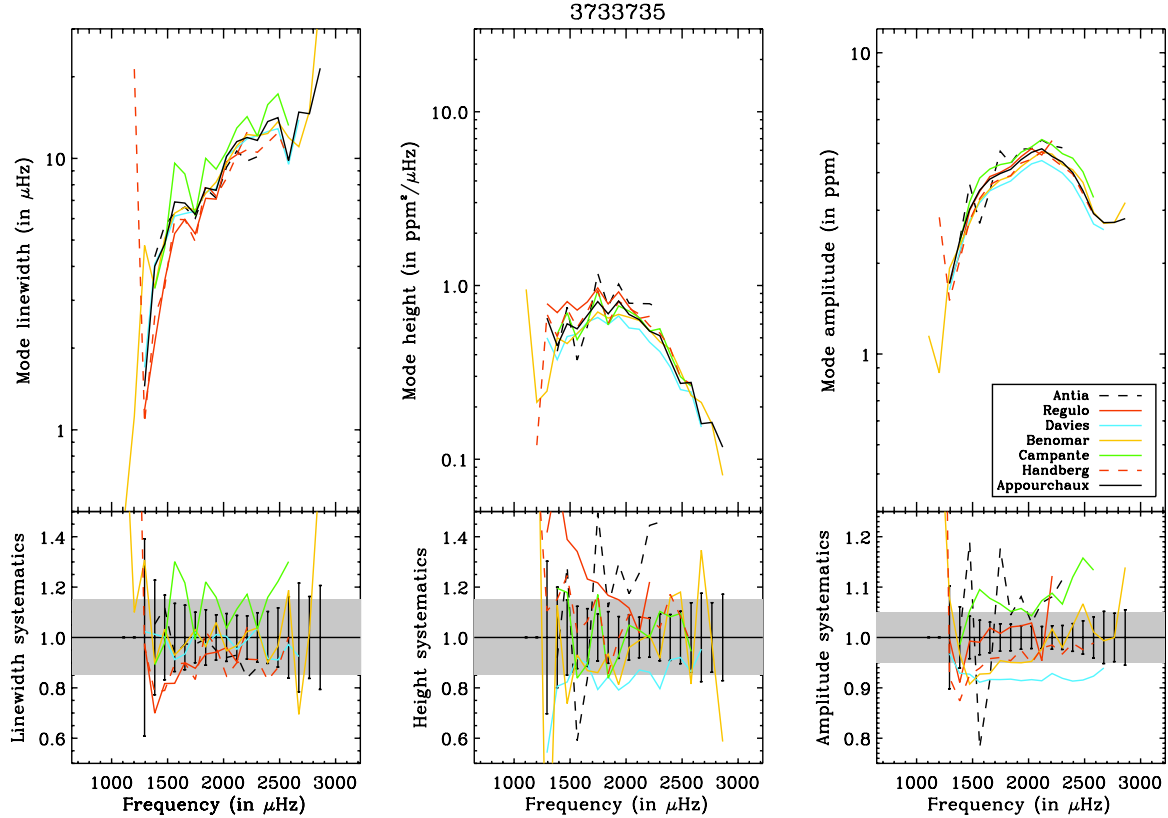 3733735
Mode linewidth (in μHz)
10
1
Mode height (in ppm²/μHz)
10.0
1.0
0.1
Mode amplitude (in ppm)
10
1
Antia
Regulo
Davies
Benomar
Campante
Handberg
Appourchaux
Linewidth systematics
1.4
1.2
1.0
0.8
0.6
1000 1500 2000 2500 3000
Frequency (in μHz)
Height systematics
1.4
1.2
1.0
0.8
0.6
1000 1500 2000 2500 3000
Frequency (in μHz)
Amplitude systematics
1.2
1.1
1.0
0.9
0.8
1000 1500 2000 2500 3000
Frequency (in μHz)